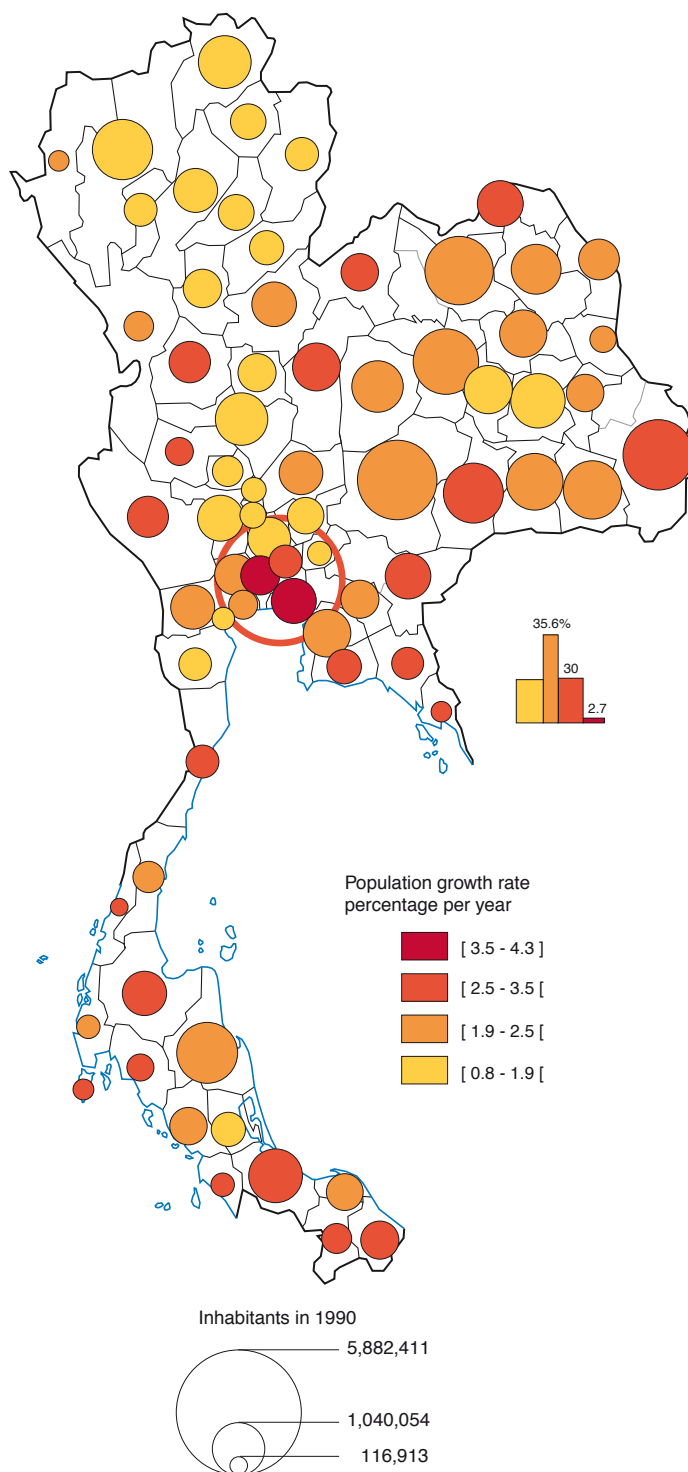 35.6%
30
2.7
Population growth rate
percentage per year
[ 3.5 - 4.3 ]
[ 2.5 - 3.5 [
[ 1.9 - 2.5 [
[ 0.8 - 1.9 [
Inhabitants in 1990
5,882,411
1,040,054
116,913